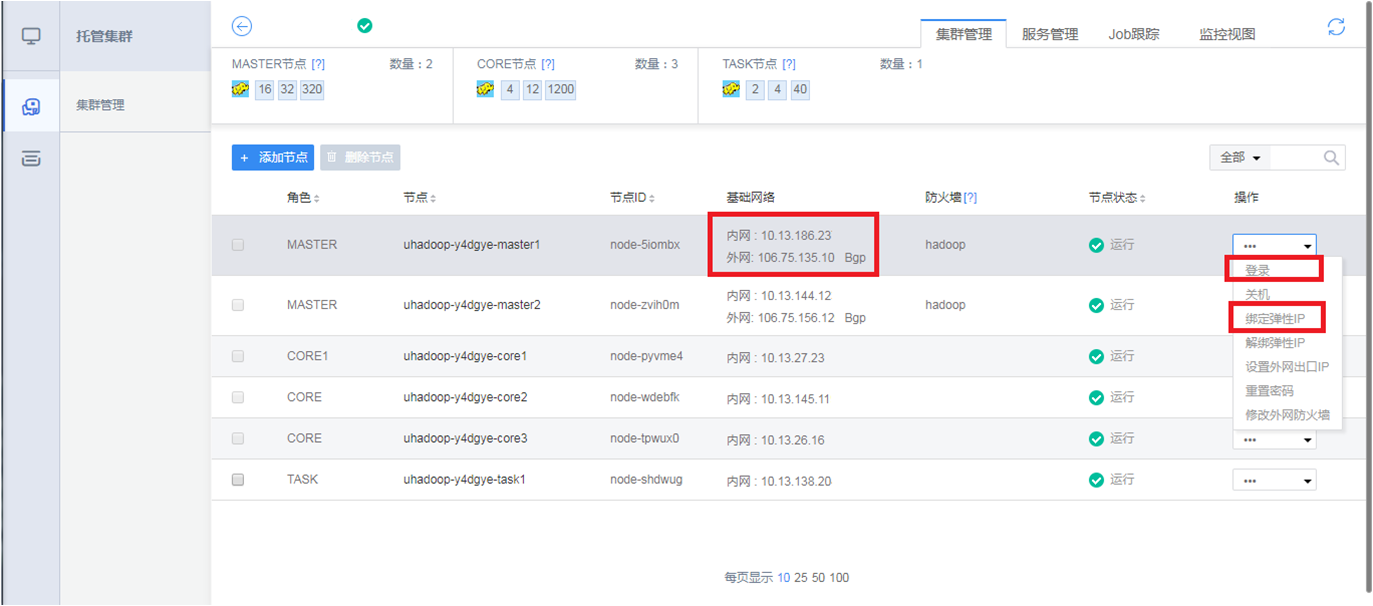 托管集群
集群管理
集群管理 服务管理 Job跟踪 监控视图
MASTER节点 [?] 数量：2
16 32 320
CORE节点 [?] 数量：3
4 12 1200
TASK节点 [?] 数量：1
2 4 40
+ 添加节点 删除节点 全部
角色 节点 节点ID 基础网络 防火墙[?] 节点状态 操作
MASTER uhadoop-y4dgye-master1 node-5iombx 内网 : 10.13.186.23 hadoop 运行 •••
外网: 106.75.135.10 Bgp
登录
关机
绑定弹性IP
解绑弹性IP
设置外网出口IP
重置密码
修改外网防火墙
MASTER uhadoop-y4dgye-master2 node-zvih0m 内网 : 10.13.144.12 hadoop 运行
外网: 106.75.156.12 Bgp
CORE1 uhadoop-y4dgye-core1 node-pyvme4 内网 : 10.13.27.23 运行
CORE uhadoop-y4dgye-core2 node-wdebfk 内网 : 10.13.145.11 运行
CORE uhadoop-y4dgye-core3 node-tpwux0 内网 : 10.13.26.16 运行 •••
TASK uhadoop-y4dgye-task1 node-shdwug 内网 : 10.13.138.20 运行 •••
每页显示 10 25 50 100